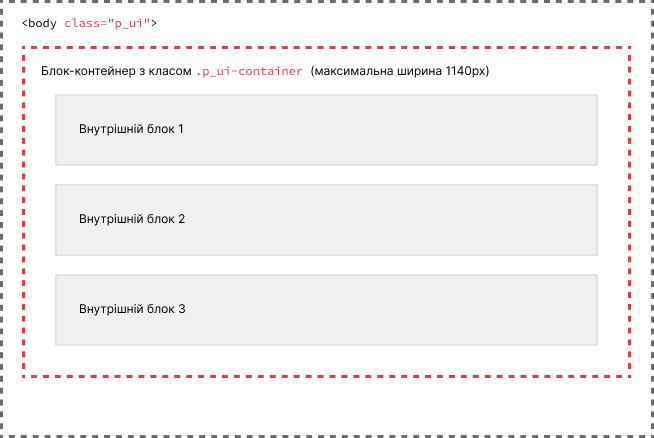 <body class="p_ui">
Блок-контейнер з класом .p_ui-container (максимальна ширина 1140px)
Внутрішній блок 1
Внутрішній блок 2
Внутрішній блок 3